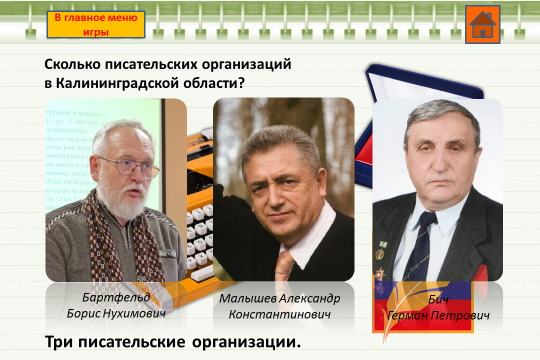 В главное меню
игры
Сколько писательских организаций
в Калининградской области?
Бартфельд
Борис Нухимович
Малышев Александр
Константинович
Бич
Герман Петрович
Три писательские организации.